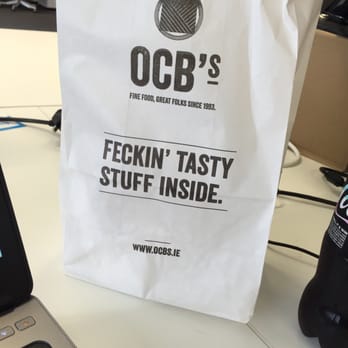 OCB's
FINE FOOD, GREAT FOLKS SINCE 1993.
FECKIN' TASTY
STUFF INSIDE.
WWW.OCBS.IE